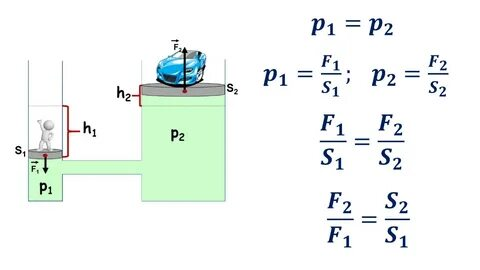 F₂
S₂
h₂
h₁
p₂
S₁
F₁
p₁
p₁ = p₂
p₁ = F₁/S₁; p₂ = F₂/S₂
F₁/S₁ = F₂/S₂
F₂/F₁ = S₂/S₁